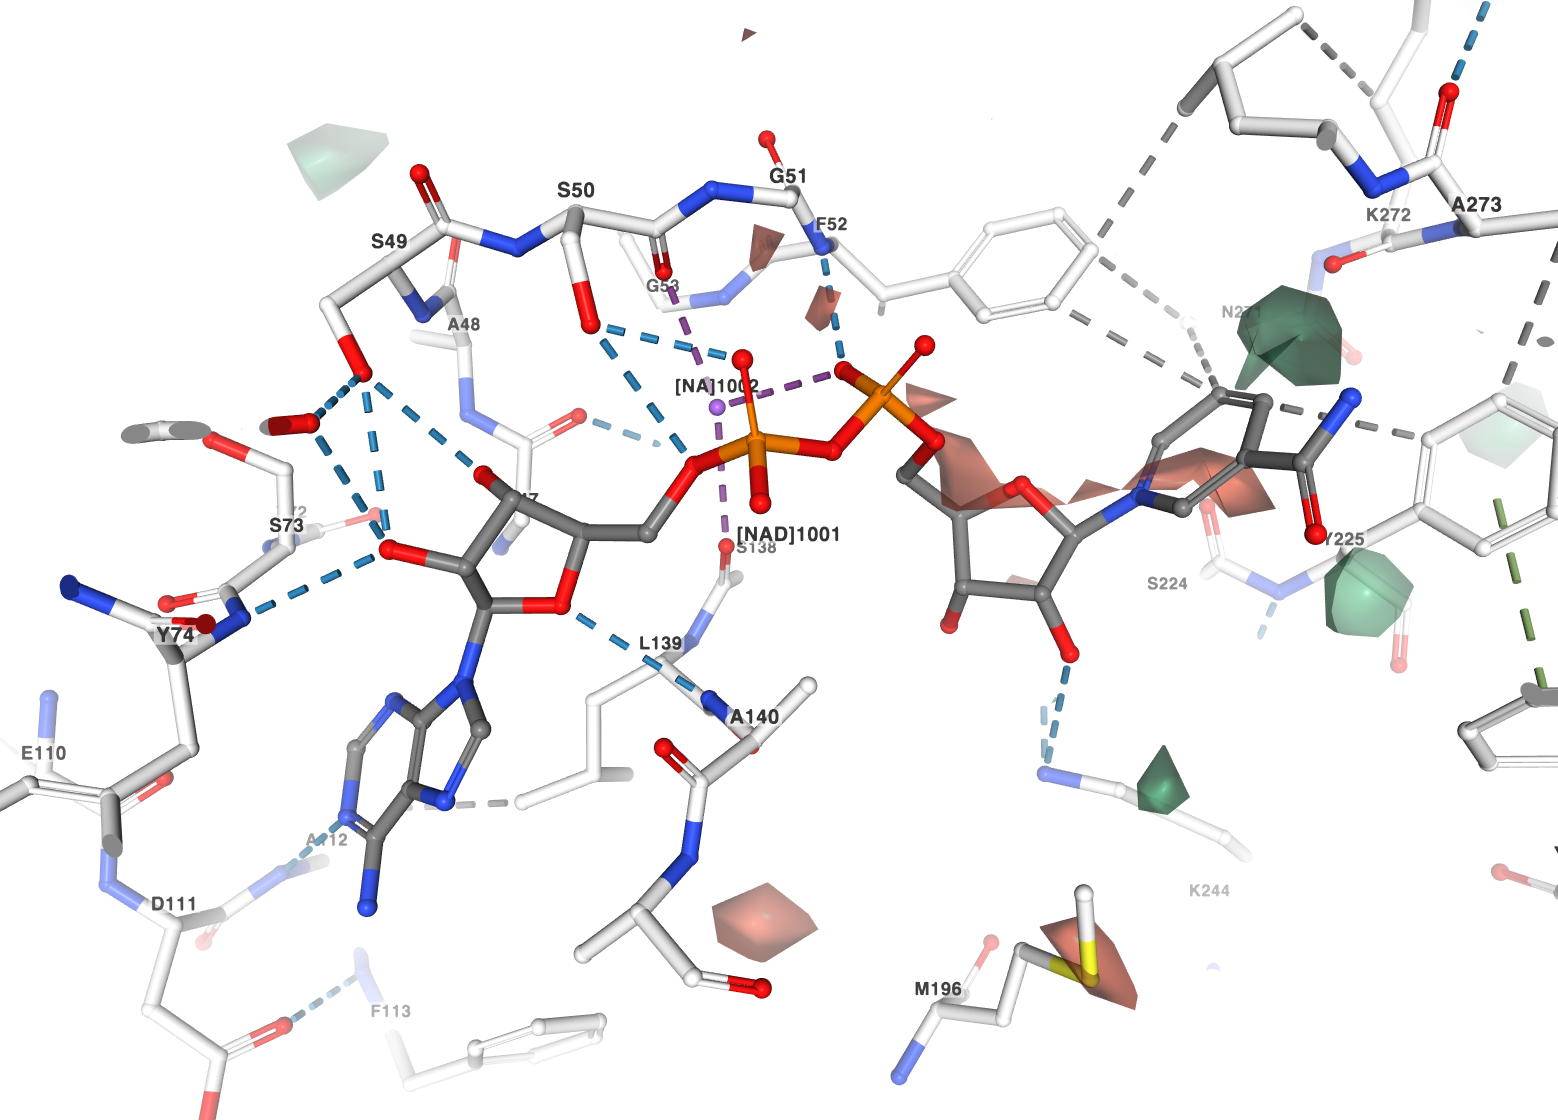 G51
S50
A273
K272
F52
S49
G53
N271
A48
[NA]1002
S73
[NAD]1001
Y225
S138
S224
Y74
L139
A140
E110
A112
K244
D111
M196
F113